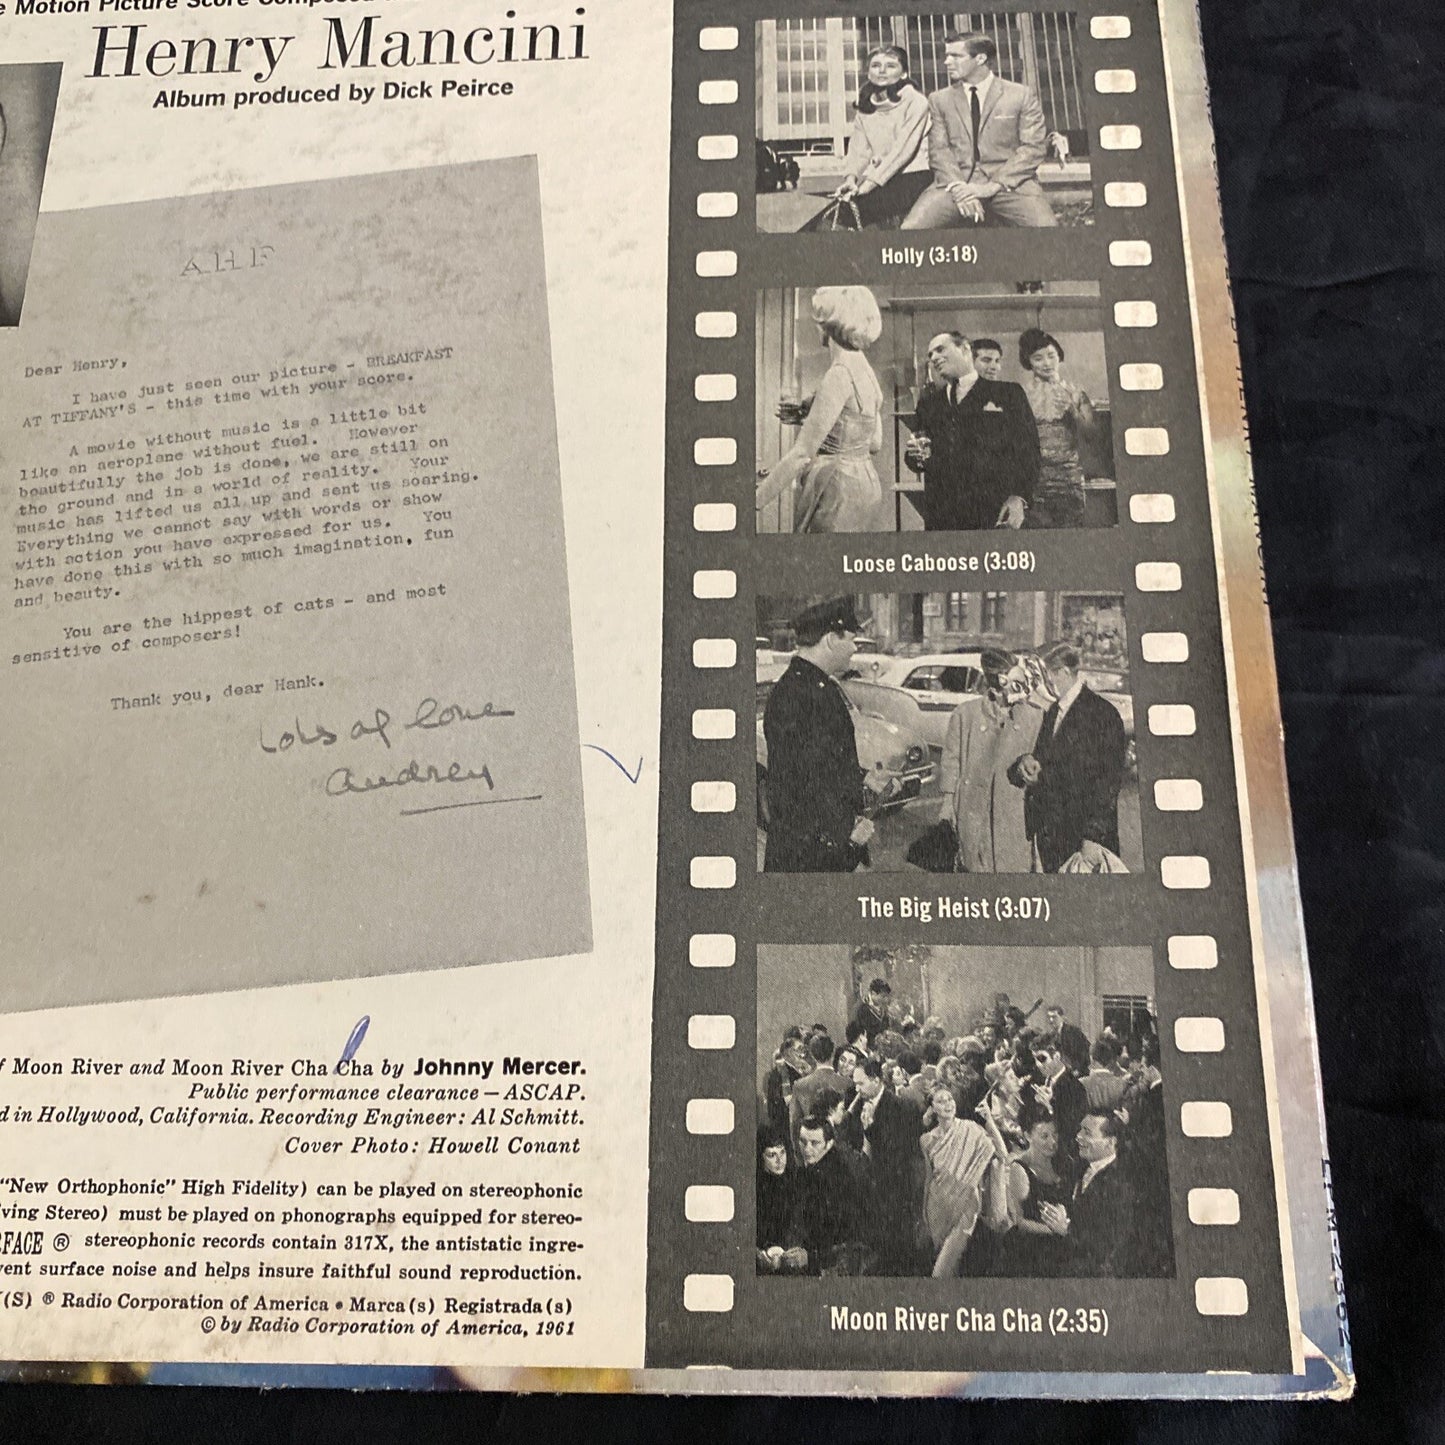 Motion Picture Score
Henry Mancini
Album produced by Dick Peirce
A H F
Dear Henry,
I have just seen our picture - BREAKFAST
AT TIFFANY'S - this time with your score.
A movie without music is a little bit
like an aeroplane without fuel. However
beautifully the job is done, we are still on
the ground and in a world of reality. Your
music has lifted us all up and sent us soaring.
Everything we cannot say with words or show
with action you have expressed for us. You
have done this with so much imagination, fun
and beauty.
You are the hippest of cats - and most
sensitive of composers!
Thank you, dear Hank.
Lots of love
Audrey
Moon River and Moon River Cha Cha by Johnny Mercer.
Public performance clearance — ASCAP.
in Hollywood, California. Recording Engineer: Al Schmitt.
Cover Photo: Howell Conant
"New Orthophonic" High Fidelity) can be played on stereophonic
Stereo) must be played on phonographs equipped for stereo-
FACE ® stereophonic records contain 317X, the antistatic ingre-
surface noise and helps insure faithful sound reproduction.
(S) ® Radio Corporation of America • Marca(s) Registrada(s)
© by Radio Corporation of America, 1961
Holly (3:18)
Loose Caboose (3:08)
The Big Heist (3:07)
Moon River Cha Cha (2:35)